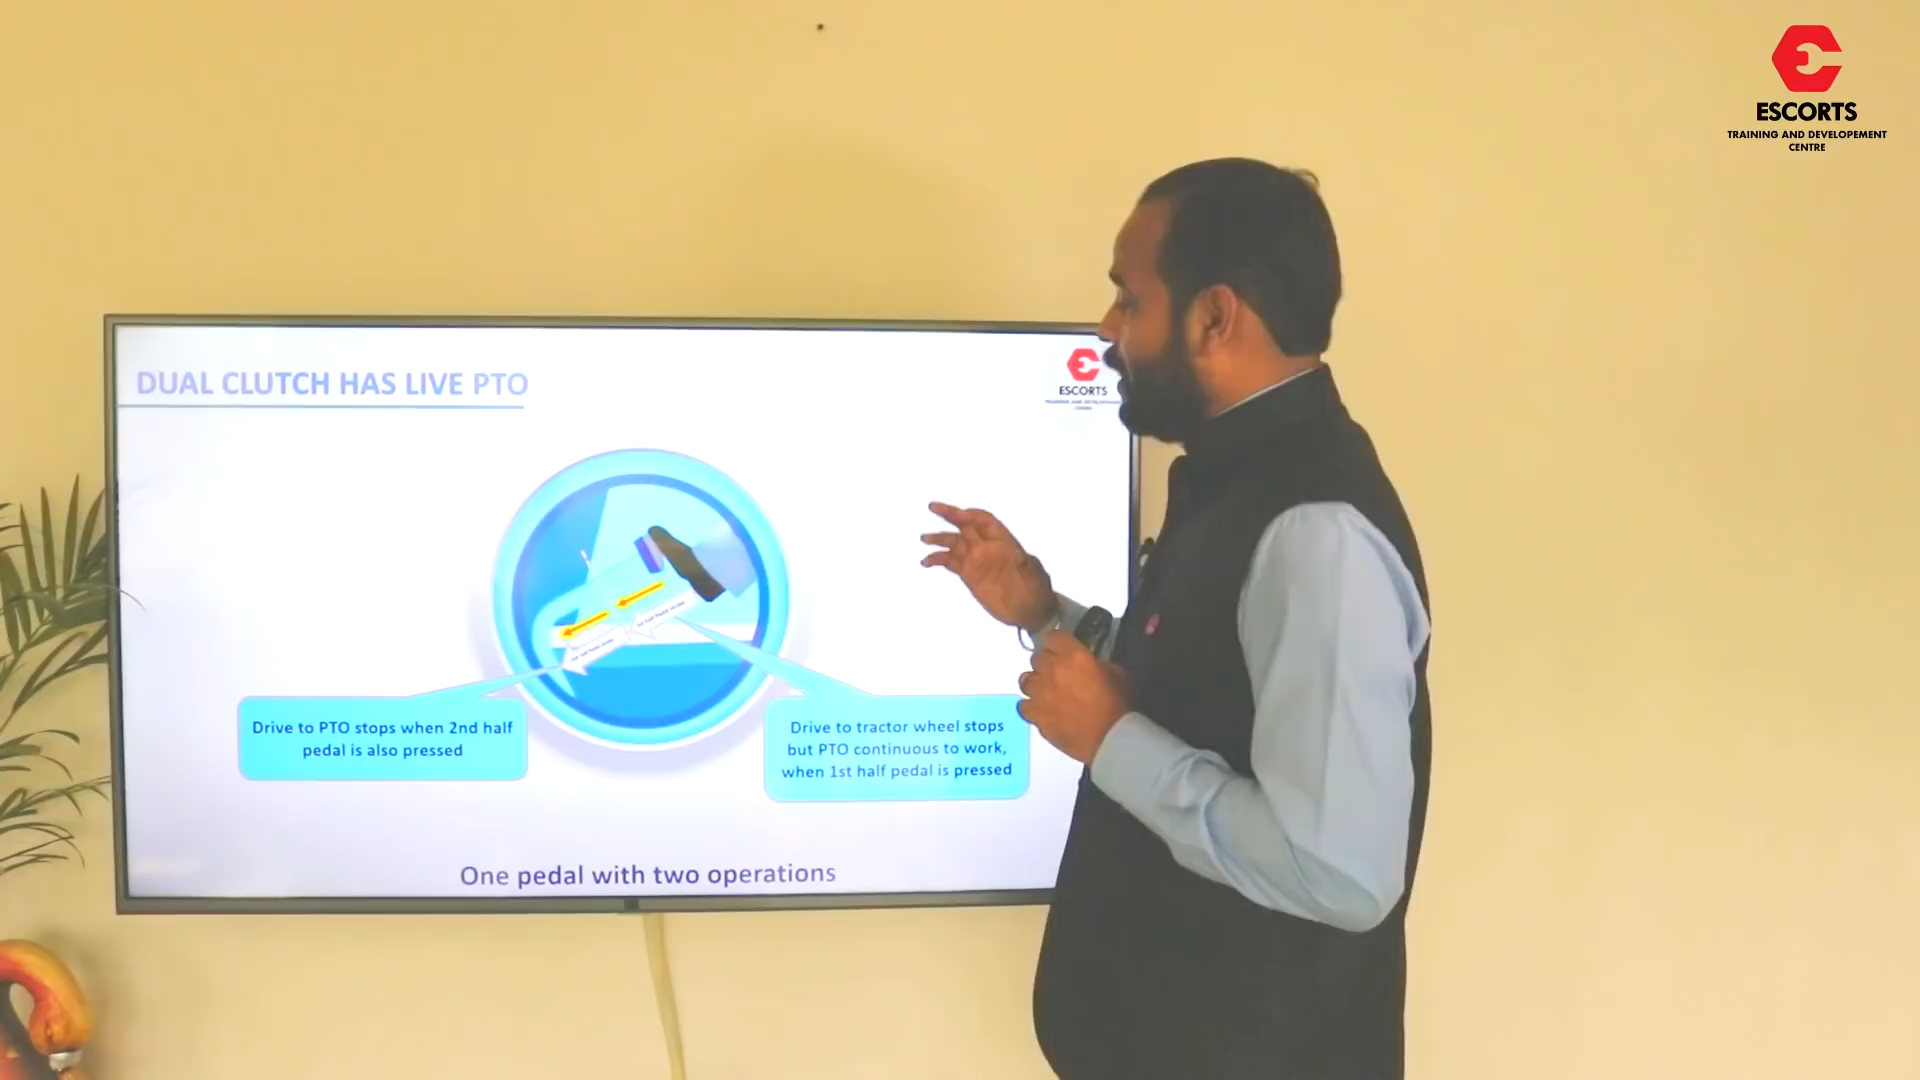 ESCORTS
TRAINING AND DEVELOPEMENT
CENTRE
DUAL CLUTCH HAS LIVE PTO
ESCORTS
Drive to PTO stops when 2nd half
pedal is also pressed
Drive to tractor wheel stops
but PTO continuous to work,
when 1st half pedal is pressed
One pedal with two operations